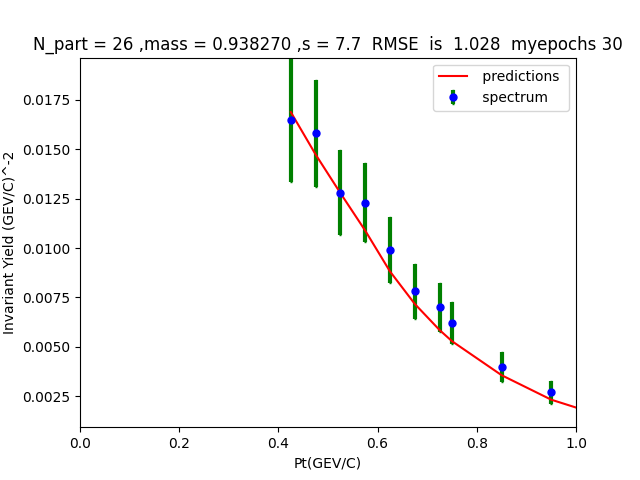 N_part = 26 ,mass = 0.938270 ,s = 7.7  RMSE  is  1.028  myepochs 30
predictions
spectrum
0.0175
0.0150
0.0125
0.0100
0.0075
0.0050
0.0025
Invariant Yield (GEV/C)^-2
0.0 0.2 0.4 0.6 0.8 1.0
Pt(GEV/C)